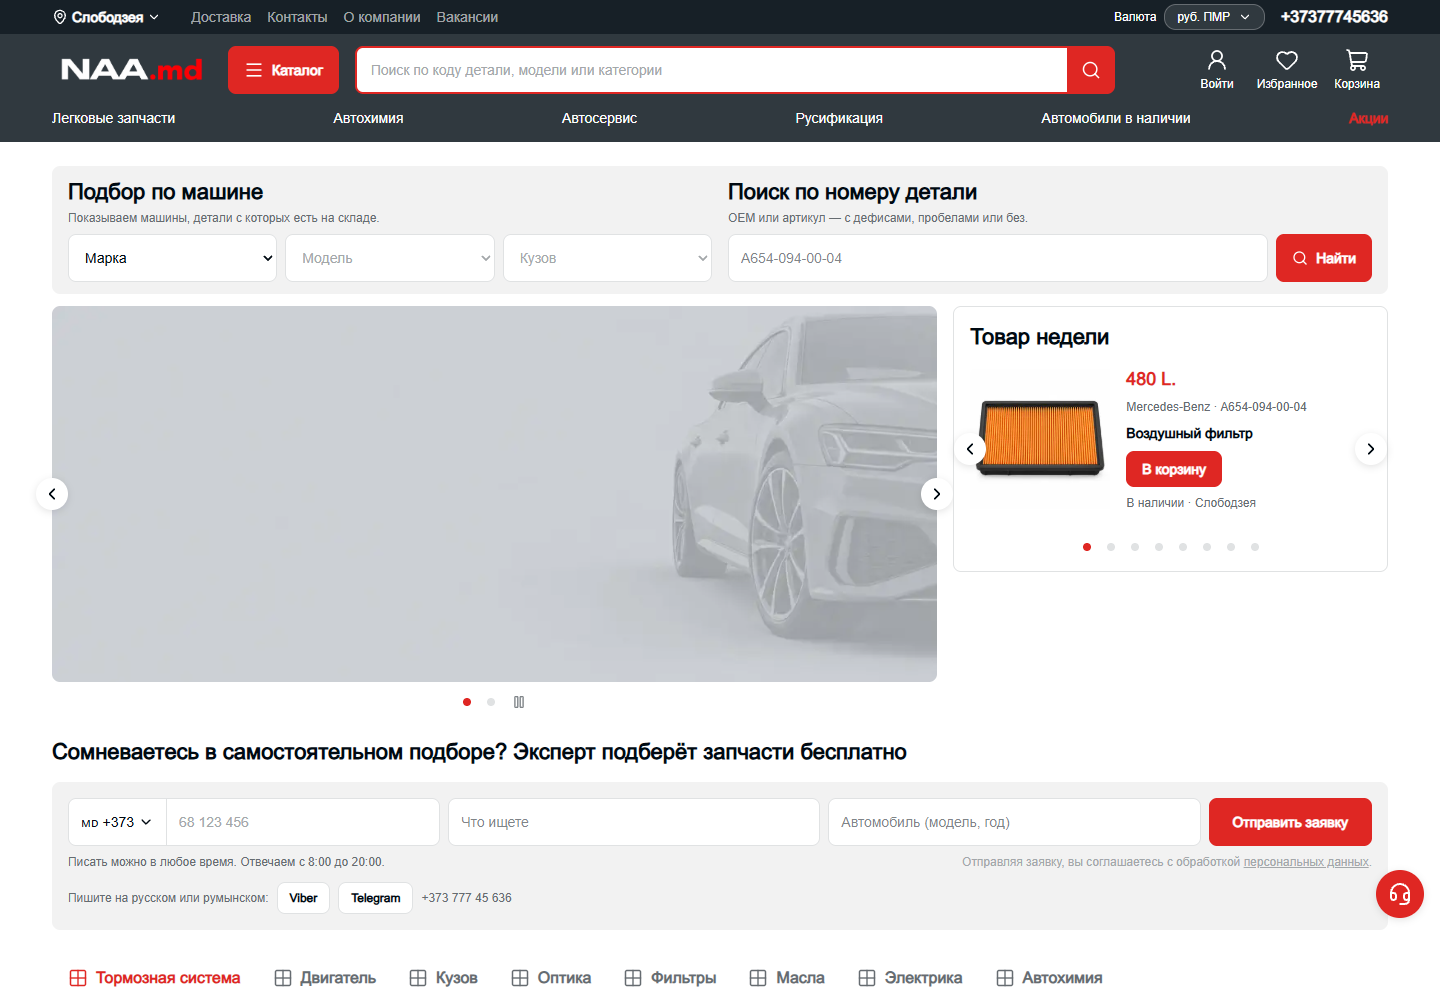 Слободзея Доставка Контакты О компании Вакансии Валюта руб. ПМР +37377745636
NAA.md Каталог Поиск по коду детали, модели или категории Войти Избранное Корзина
Легковые запчасти Автохимия Автосервис Русификация Автомобили в наличии Акции
Подбор по машине
Показываем машины, детали с которых есть на складе.
Марка Модель Кузов
Поиск по номеру детали
OEM или артикул — с дефисами, пробелами или без.
A654-094-00-04 Найти
Товар недели
480 L.
Mercedes-Benz · A654-094-00-04
Воздушный фильтр
В корзину
В наличии · Слободзея
Сомневаетесь в самостоятельном подборе? Эксперт подберёт запчасти бесплатно
MD +373 68 123 456 Что ищете Автомобиль (модель, год) Отправить заявку
Писать можно в любое время. Отвечаем с 8:00 до 20:00. Отправляя заявку, вы соглашаетесь с обработкой персональных данных.
Пишите на русском или румынском: Viber Telegram +373 777 45 636
Тормозная система Двигатель Кузов Оптика Фильтры Масла Электрика Автохимия